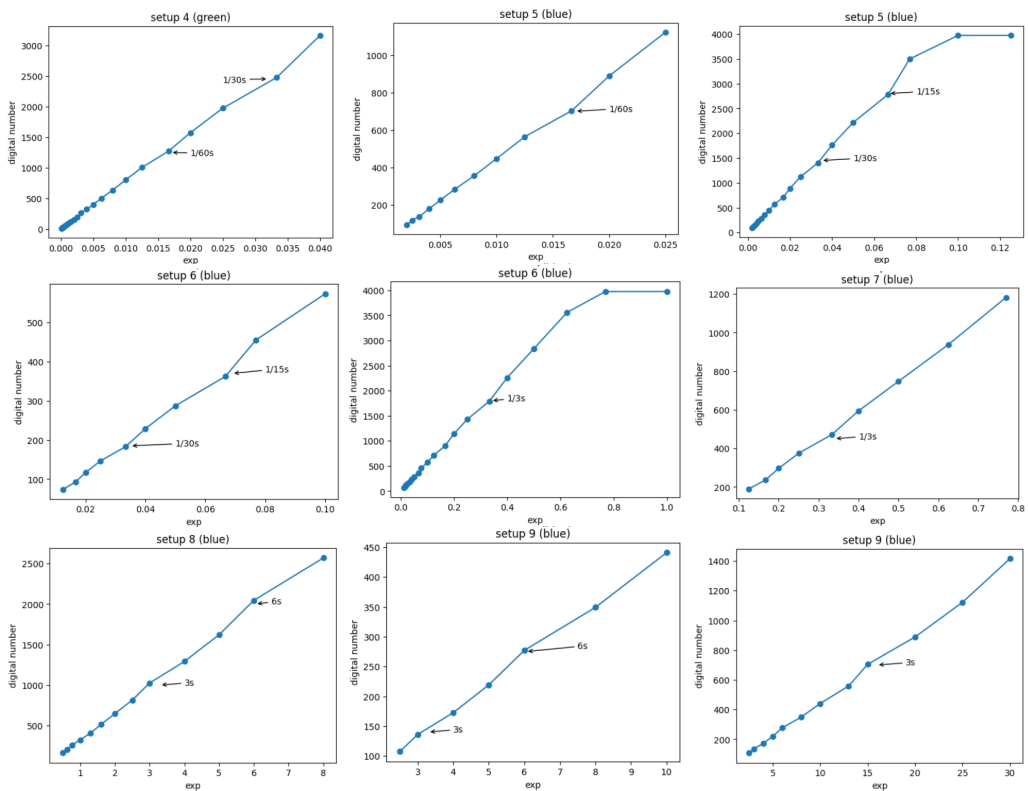 setup 4 (green)
digital number
3000
2500
2000
1500
1000
500
0
1/30s
1/60s
0.000 0.005 0.010 0.015 0.020 0.025 0.030 0.035 0.040
exp
setup 5 (blue)
digital number
1000
800
600
400
200
1/60s
0.005 0.010 0.015 0.020 0.025
exp
setup 5 (blue)
digital number
4000
3500
3000
2500
2000
1500
1000
500
0
1/15s
1/30s
0.00 0.02 0.04 0.06 0.08 0.10 0.12
exp
setup 6 (blue)
digital number
500
400
300
200
100
1/15s
1/30s
0.02 0.04 0.06 0.08 0.10
exp
setup 6 (blue)
digital number
4000
3500
3000
2500
2000
1500
1000
500
0
1/3s
0.0 0.2 0.4 0.6 0.8 1.0
exp
setup 7 (blue)
digital number
1200
1000
800
600
400
200
1/3s
0.1 0.2 0.3 0.4 0.5 0.6 0.7 0.8
exp
setup 8 (blue)
digital number
2500
2000
1500
1000
500
6s
3s
1 2 3 4 5 6 7 8
exp
setup 9 (blue)
digital number
450
400
350
300
250
200
150
100
6s
3s
3 4 5 6 7 8 9 10
exp
setup 9 (blue)
digital number
1400
1200
1000
800
600
400
200
3s
5 10 15 20 25 30
exp